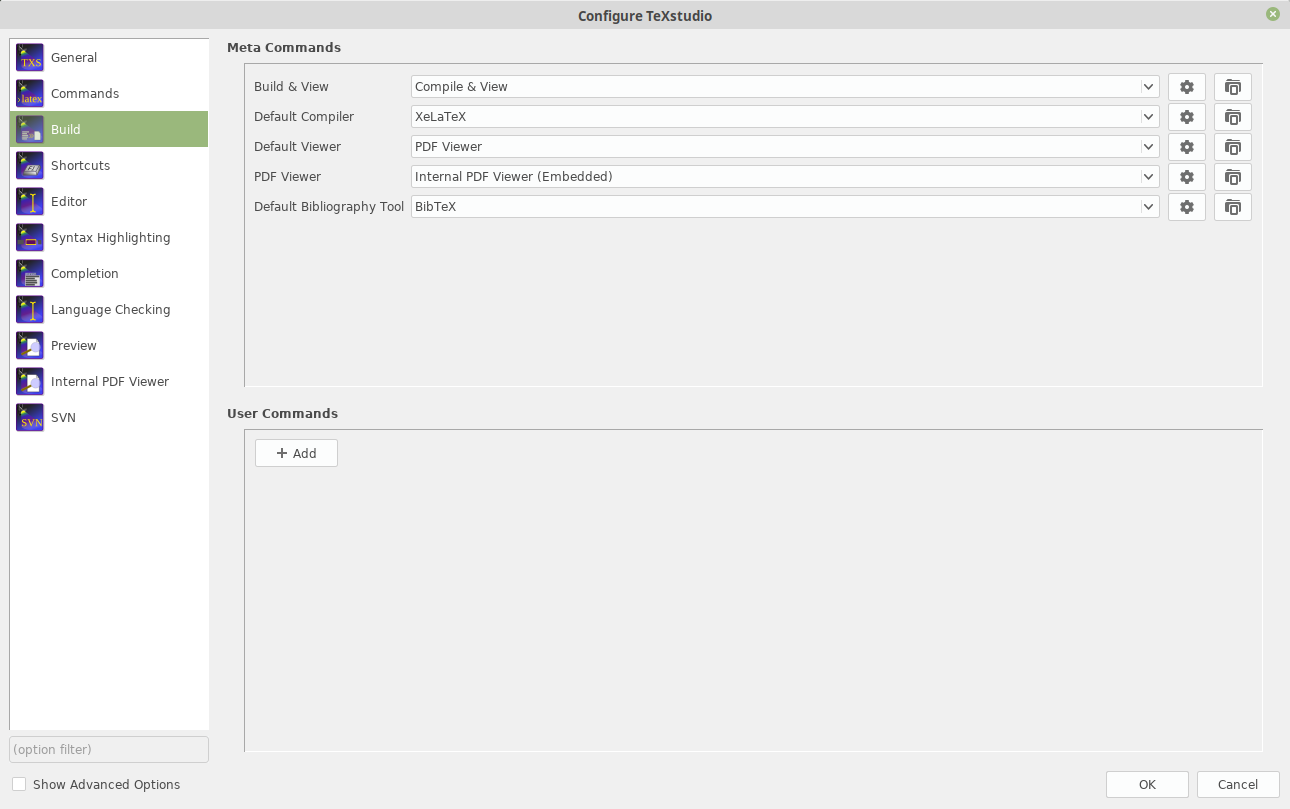 Configure TeXstudio
TXS General
latex Commands
Build
Shortcuts
Editor
Syntax Highlighting
Completion
Language Checking
Preview
Internal PDF Viewer
SVN SVN
(option filter)
Show Advanced Options
Meta Commands
Build & View Compile & View
Default Compiler XeLaTeX
Default Viewer PDF Viewer
PDF Viewer Internal PDF Viewer (Embedded)
Default Bibliography Tool BibTeX
User Commands
Add
OK Cancel